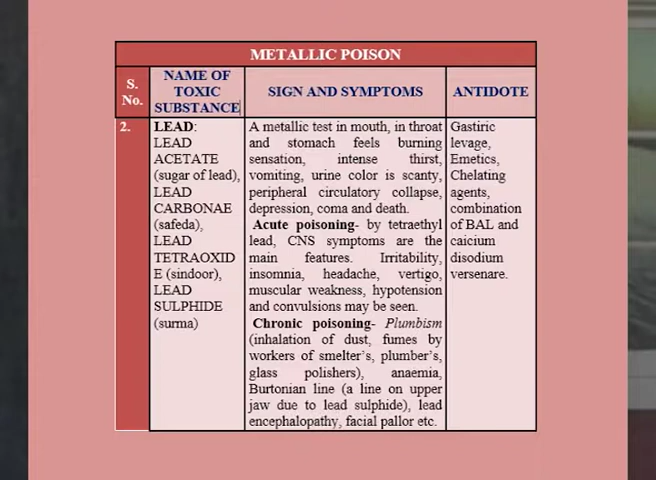 METALLIC POISON
S. No.
NAME OF TOXIC SUBSTANCE
SIGN AND SYMPTOMS
ANTIDOTE
2.
LEAD:
LEAD
ACETATE
(sugar of lead),
LEAD
CARBONAE
(safeda),
LEAD
TETRAOXID
E (sindoor),
LEAD
SULPHIDE
(surma)
A metallic test in mouth, in throat
and stomach feels burning
sensation, intense thirst,
vomiting, urine color is scanty,
peripheral circulatory collapse,
depression, coma and death.
Acute poisoning- by tetraethyl
lead, CNS symptoms are the
main features. Irritability,
insomnia, headache, vertigo,
muscular weakness, hypotension
and convulsions may be seen.
Chronic poisoning- Plumbism
(inhalation of dust, fumes by
workers of smelter's, plumber's,
glass polishers), anaemia,
Burtonian line (a line on upper
jaw due to lead sulphide), lead
encephalopathy, facial pallor etc.
Gastiric
levage,
Emetics,
Chelating
agents,
combination
of BAL and
caicium
disodium
versenare.